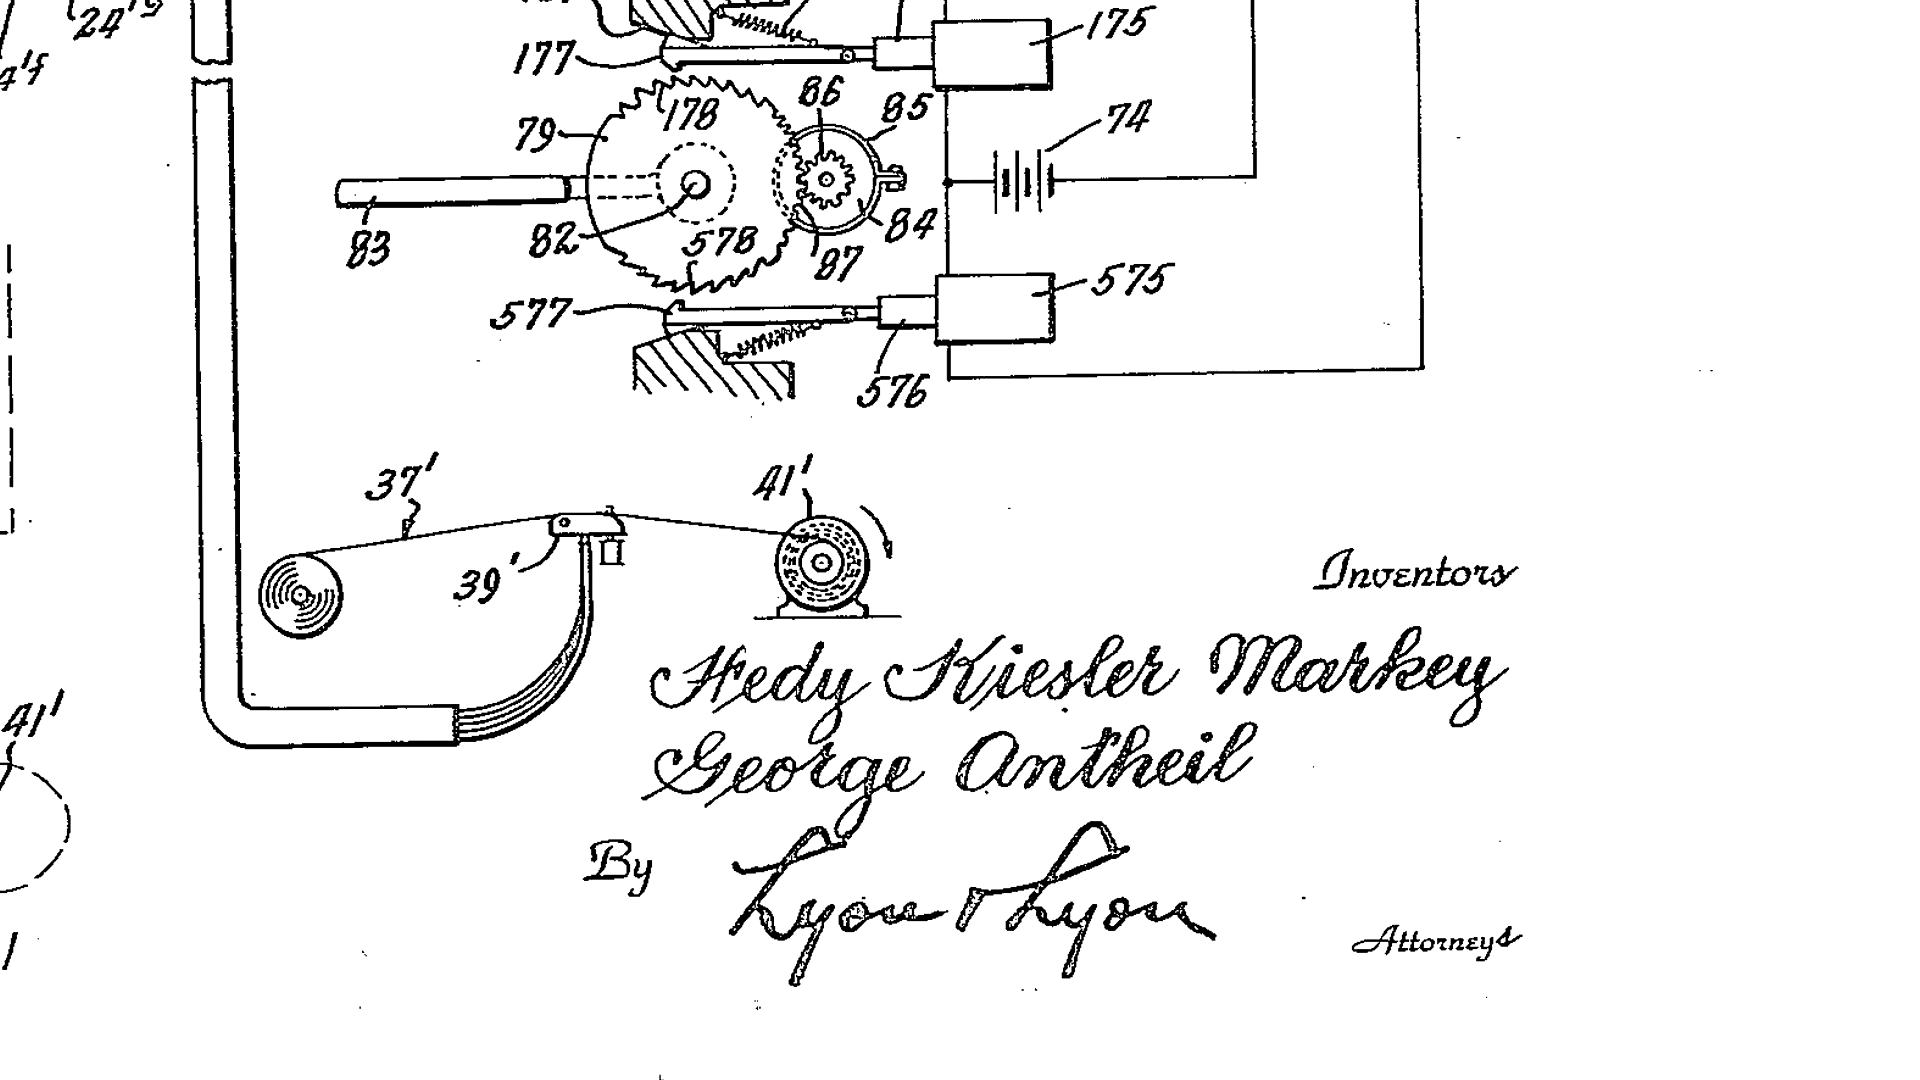 24'g
4'f
177
175
178
86
85
74
79
83
82
578
87
84
577
575
576
37'
41'
39'
Inventors
Hedy Kiesler Markey
41'
George Antheil
By Lyon & Lyon
Attorneys